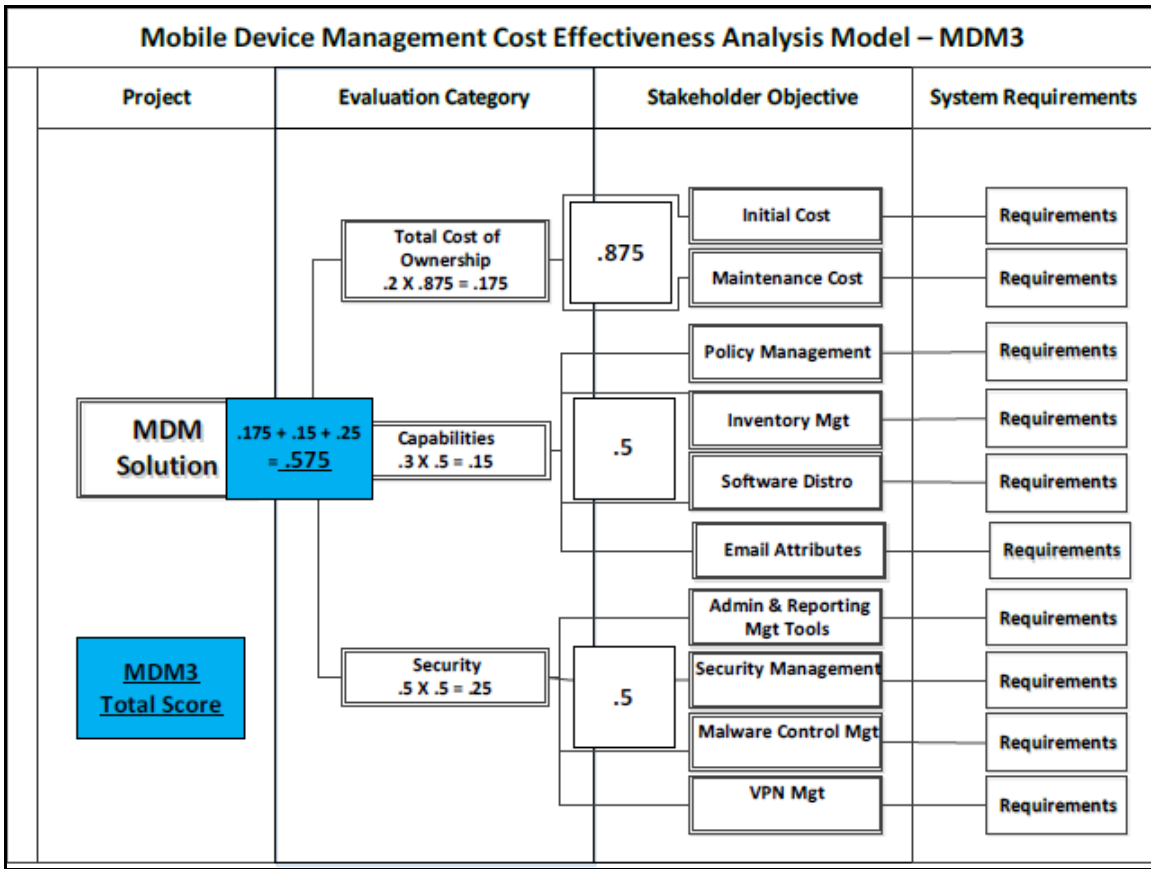 Mobile Device Management Cost Effectiveness Analysis Model – MDM3
Project
Evaluation Category
Stakeholder Objective
System Requirements
MDM
Solution
.175 + .15 + .25
= .575
MDM3
Total Score
Total Cost of
Ownership
.2 X .875 = .175
Capabilities
.3 X .5 = .15
Security
.5 X .5 = .25
.875
.5
.5
Initial Cost
Requirements
Maintenance Cost
Requirements
Policy Management
Requirements
Inventory Mgt
Requirements
Software Distro
Requirements
Email Attributes
Requirements
Admin & Reporting
Mgt Tools
Requirements
Security Management
Requirements
Malware Control Mgt
Requirements
VPN Mgt
Requirements